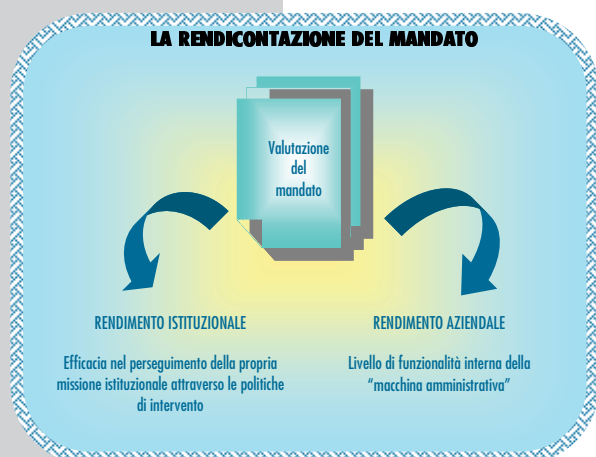 LA RENDICONTAZIONE DEL MANDATO
Valutazione
del
mandato
RENDIMENTO ISTITUZIONALE
Efficacia nel perseguimento della propria
missione istituzionale attraverso le politiche
di intervento
RENDIMENTO AZIENDALE
Livello di funzionalità interna della
“macchina amministrativa”